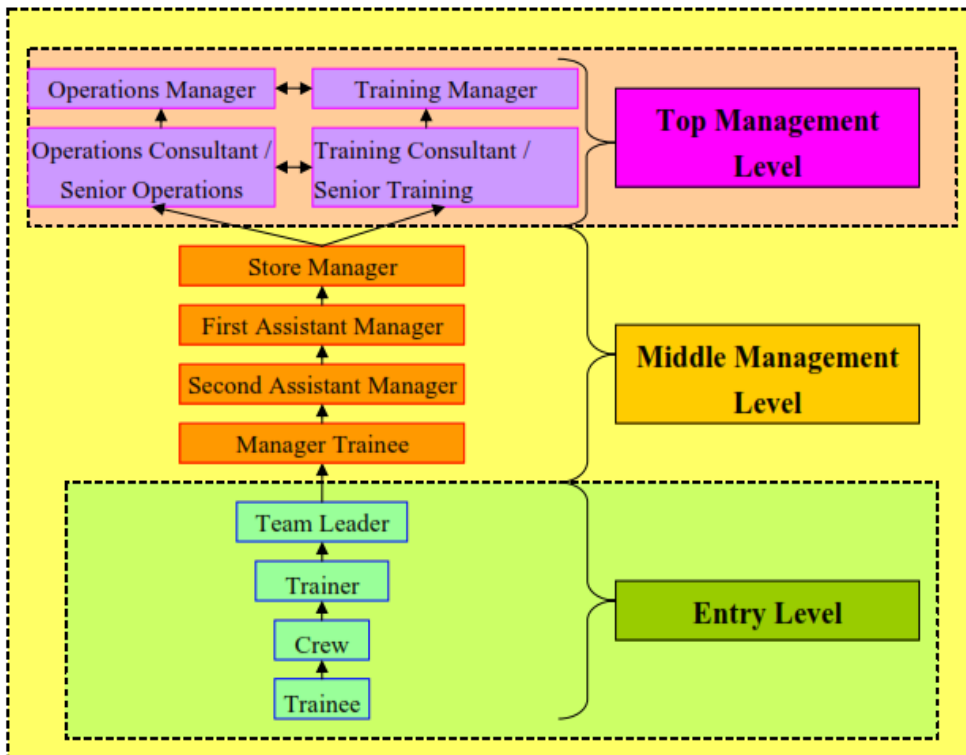 Operations Manager
Training Manager
Top Management
Level
Operations Consultant /
Senior Operations
Training Consultant /
Senior Training
Store Manager
First Assistant Manager
Second Assistant Manager
Manager Trainee
Middle Management
Level
Team Leader
Trainer
Crew
Trainee
Entry Level